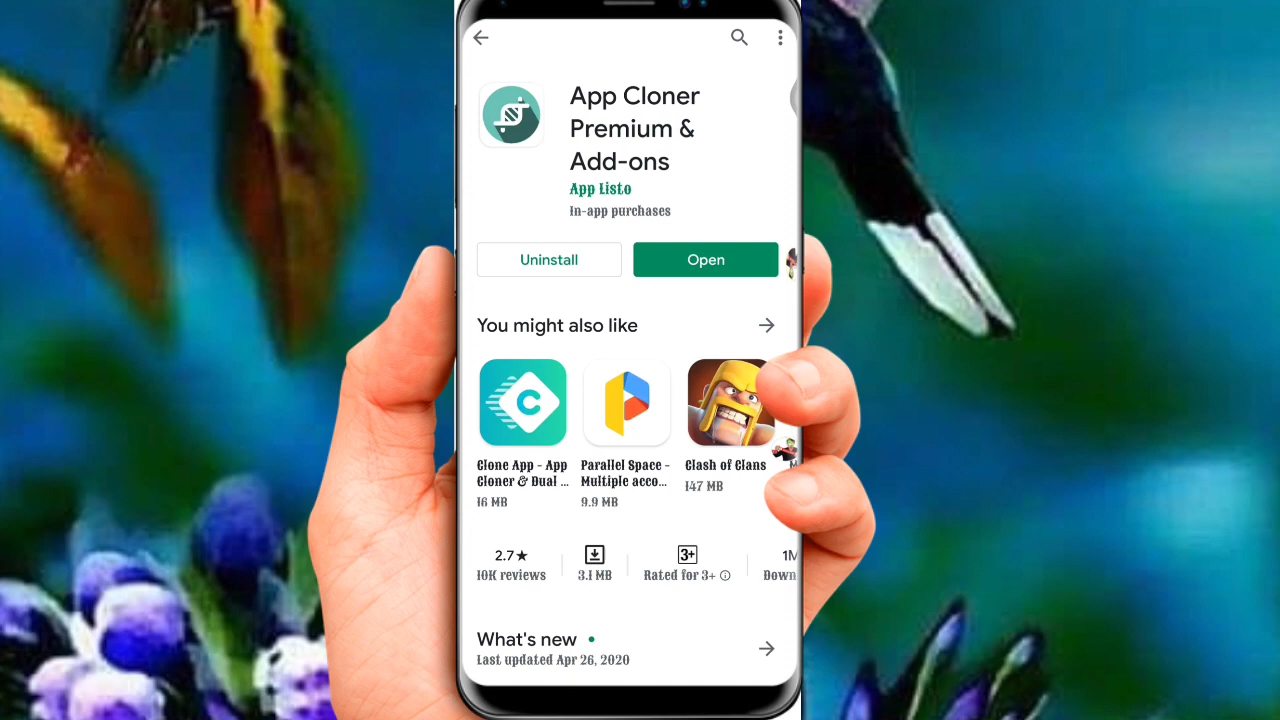 App Cloner
Premium &
Add-ons
App Listo
In-app purchases
Uninstall
Open
You might also like
Clone App - App
Cloner & Dual ...
16 MB
Parallel Space -
Multiple acco...
9.9 MB
Clash of Clans
147 MB
2.7★
10K reviews
3.1 MB
3+
Rated for 3+
1M
Down
What's new
Last updated Apr 26, 2020